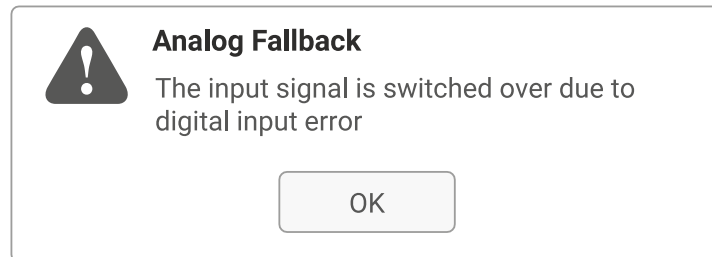 Analog Fallback
The input signal is switched over due to
digital input error
OK